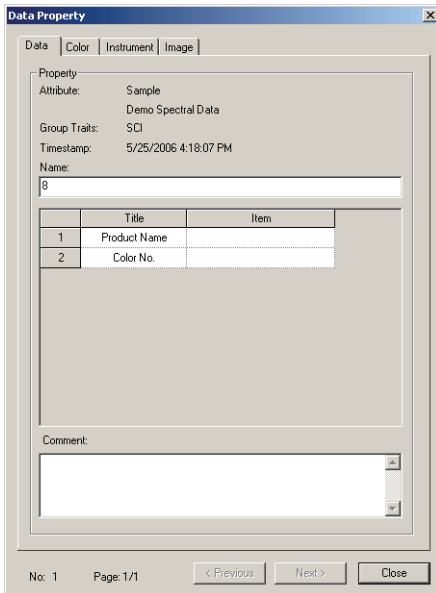 Data Property
Data Color Instrument Image
Property
Attribute: Sample
Demo Spectral Data
Group Traits: SCI
Timestamp: 5/25/2006 4:18:07 PM
Name:
8
Title Item
1 Product Name
2 Color No.
Comment:
No: 1 Page: 1/1 < Previous Next > Close